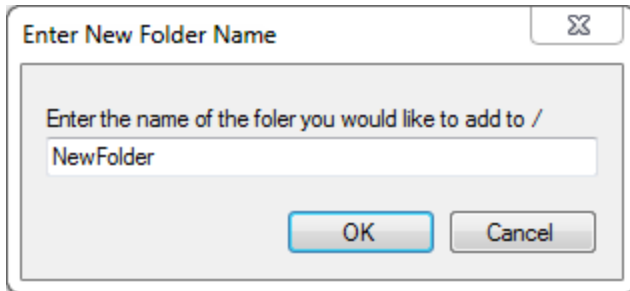 Enter New Folder Name
Enter the name of the foler you would like to add to /
NewFolder
OK Cancel